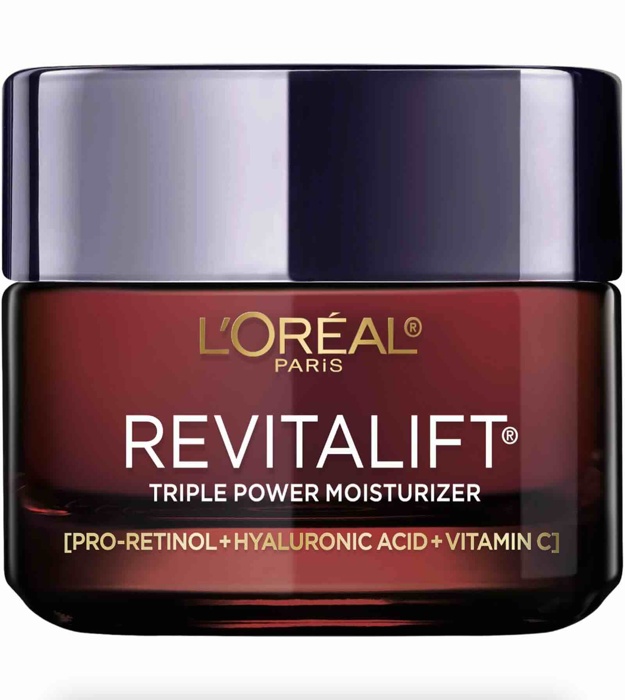 L'ORÉAL®
PARiS
REVITALIFT®
TRIPLE POWER MOISTURIZER
[PRO-RETINOL+HYALURONIC ACID+VITAMIN C]